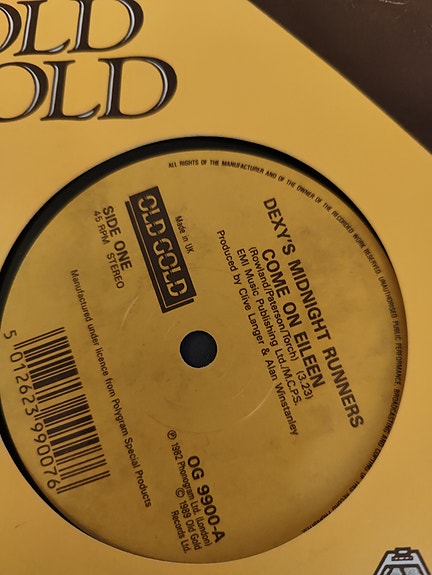 OLD
GOLD
ALL RIGHTS OF THE MANUFACTURER AND OF THE OWNER OF THE RECORDED WORK RESERVED. UNAUTHORISED PUBLIC PERFORMANCE, BROADCASTING AND COPYING OF
DEXY'S MIDNIGHT RUNNERS
COME ON EILEEN
(Rowland/Paterson/Torch) (3.23)
EMI Music Publishing Ltd./M.C.P.S.
Produced by Clive Langer & Alan Winstanley
Made in UK
OLD GOLD
SIDE ONE
45 RPM STEREO
Manufactured under licence from Polygram Special Products
5 012623 990076
OG 9900-A
℗ 1982 Phonogram Ltd. (London)
© 1989 Old Gold
Records Ltd.